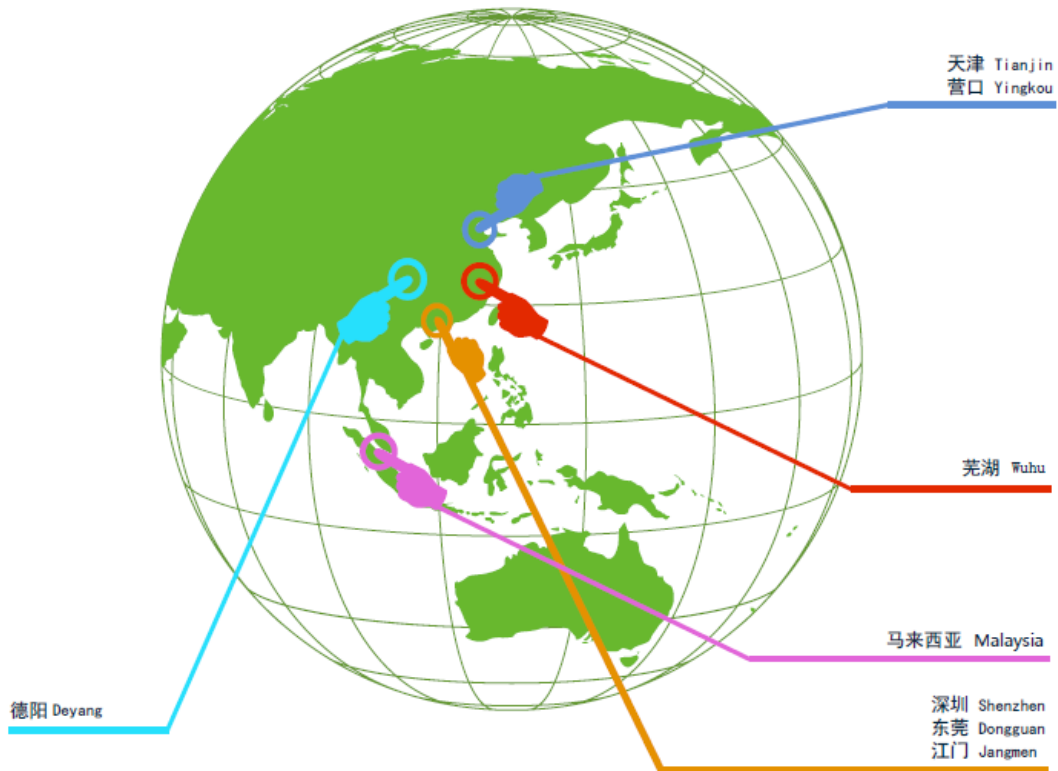 天津 Tianjin
营口 Yingkou
芜湖 Wuhu
马来西亚 Malaysia
德阳 Deyang
深圳 Shenzhen
东莞 Dongguan
江门 Jangmen